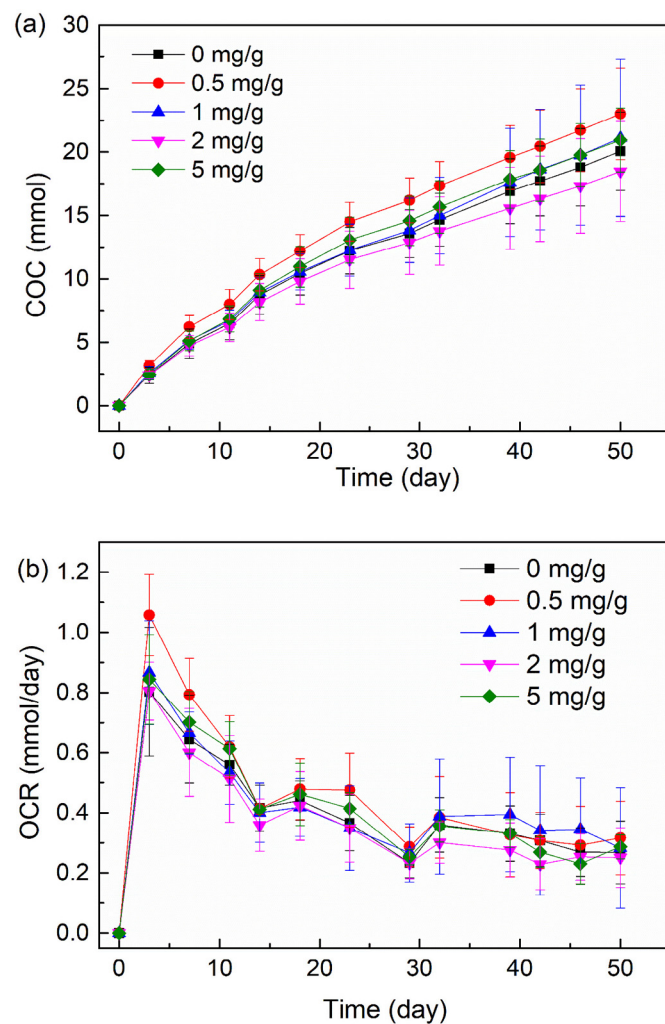 (a)
0 mg/g
0.5 mg/g
1 mg/g
2 mg/g
5 mg/g
30
25
20
15
10
5
0
COC (mmol)
0 10 20 30 40 50
Time (day)
(b)
0 mg/g
0.5 mg/g
1 mg/g
2 mg/g
5 mg/g
1.2
1.0
0.8
0.6
0.4
0.2
0.0
OCR (mmol/day)
0 10 20 30 40 50
Time (day)